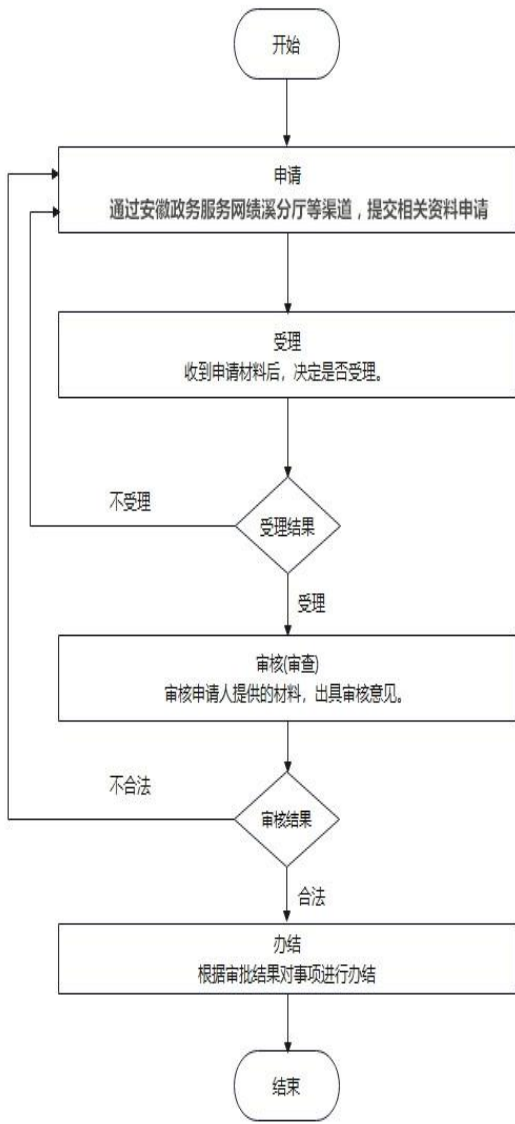 开始
申请
通过安徽政务服务网绩溪分厅等渠道，提交相关资料申请
受理
收到申请材料后，决定是否受理。
不受理
受理结果
受理
审核(审查)
审核申请人提供的材料，出具审核意见。
不合法
审核结果
合法
办结
根据审批结果对事项进行办结
结束